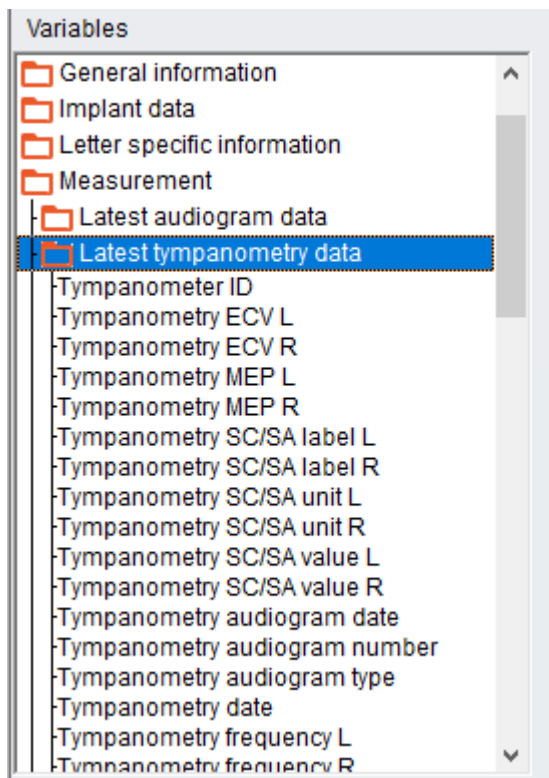 Variables
General information
Implant data
Letter specific information
Measurement
Latest audiogram data
Latest tympanometry data
Tympanometer ID
Tympanometry ECV L
Tympanometry ECV R
Tympanometry MEP L
Tympanometry MEP R
Tympanometry SC/SA label L
Tympanometry SC/SA label R
Tympanometry SC/SA unit L
Tympanometry SC/SA unit R
Tympanometry SC/SA value L
Tympanometry SC/SA value R
Tympanometry audiogram date
Tympanometry audiogram number
Tympanometry audiogram type
Tympanometry date
Tympanometry frequency L
Tympanometry frequency R